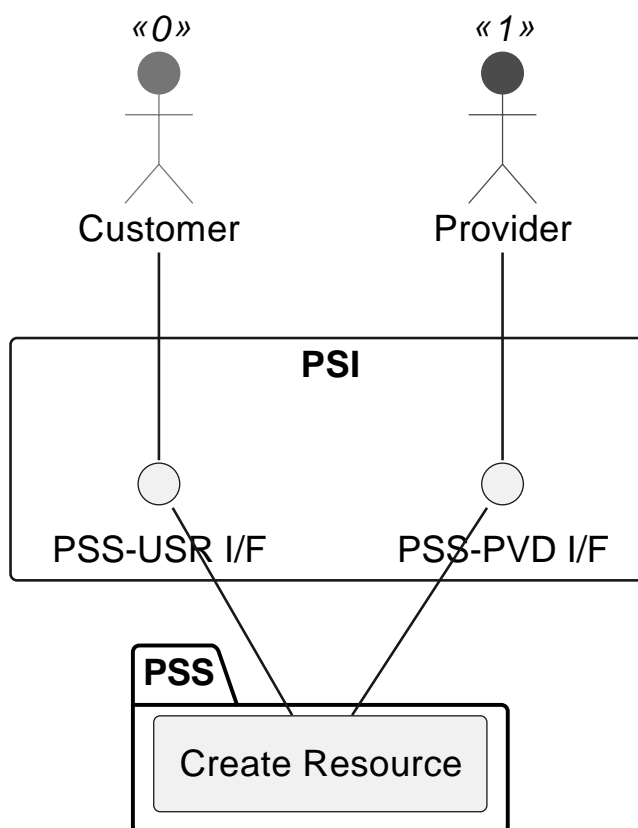 «0»
«1»
Customer
Provider
PSI
PSS-USR I/F
PSS-PVD I/F
PSS
Create Resource